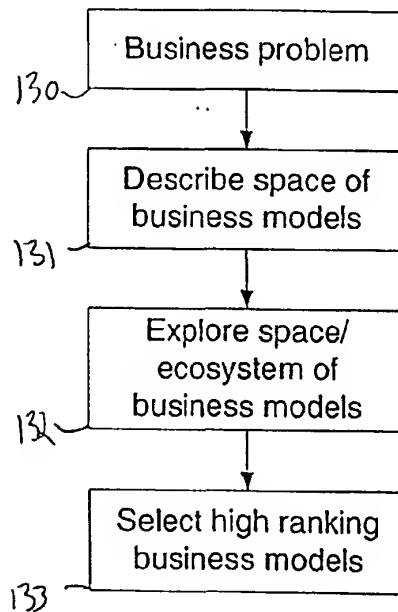 Business problem
130
Describe space of
business models
131
Explore space/
ecosystem of
business models
132
Select high ranking
business models
133